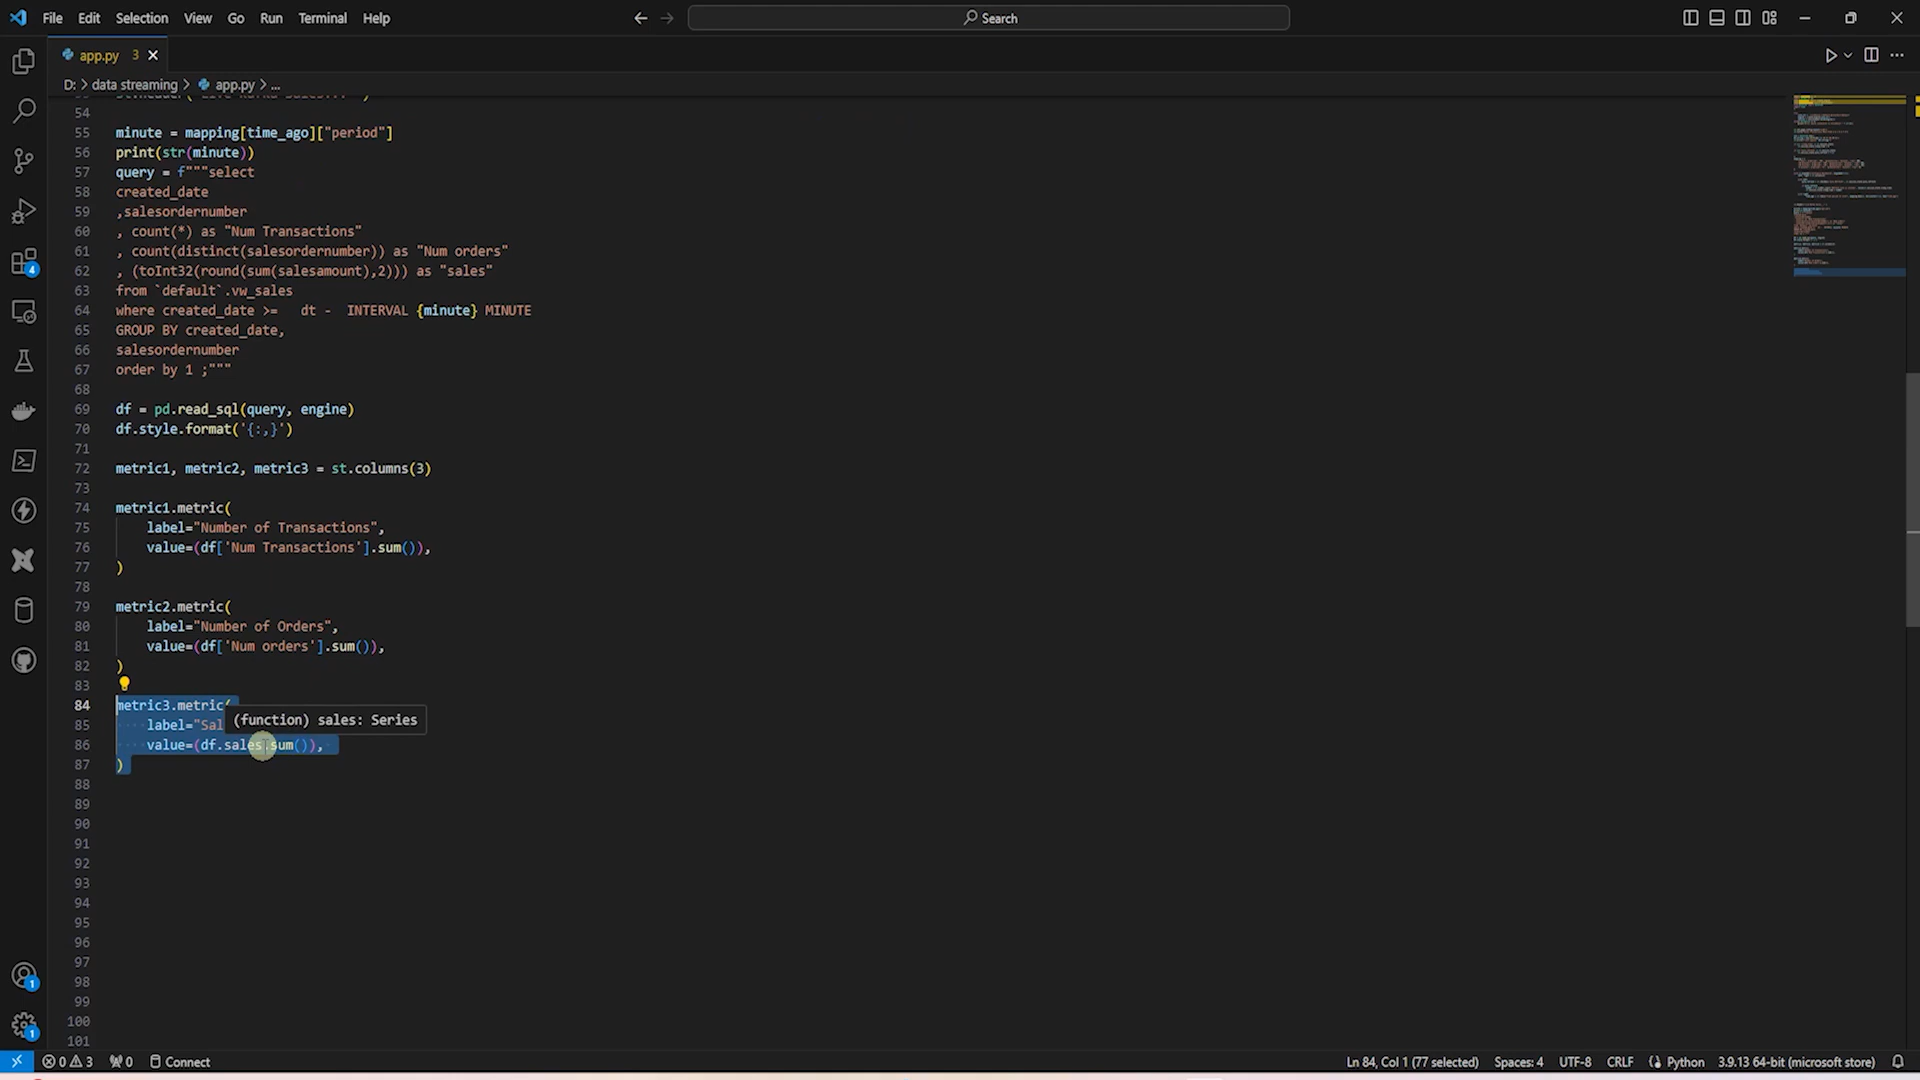 File Edit Selection View Go Run Terminal Help
Search
app.py 3
D: > data streaming > app.py > ...
54
55 minute = mapping[time_ago]["period"]
56 print(str(minute))
57 query = f"""select
58 created_date
59 ,salesordernumber
60 , count(*) as "Num Transactions"
61 , count(distinct(salesordernumber)) as "Num orders"
62 , (toInt32(round(sum(salesamount),2))) as "sales"
63 from `default`.vw_sales
64 where created_date >=   dt -  INTERVAL {minute} MINUTE
65 GROUP BY created_date,
66 salesordernumber
67 order by 1 ;"""
68
69 df = pd.read_sql(query, engine)
70 df.style.format('{:,}')
71
72 metric1, metric2, metric3 = st.columns(3)
73
74 metric1.metric(
75     label="Number of Transactions",
76     value=(df['Num Transactions'].sum()),
77 )
78
79 metric2.metric(
80     label="Number of Orders",
81     value=(df['Num orders'].sum()),
82 )
83
84 metric3.metric(
(function) sales: Series
85     label="Sal
86     value=(df.sales.sum()),
87 )
88
89
90
91
92
93
94
95
96
97
98
99
100
101
4
1
1
0 3 0 Connect
Ln 84, Col 1 (77 selected) Spaces: 4 UTF-8 CRLF Python 3.9.13 64-bit (microsoft store)